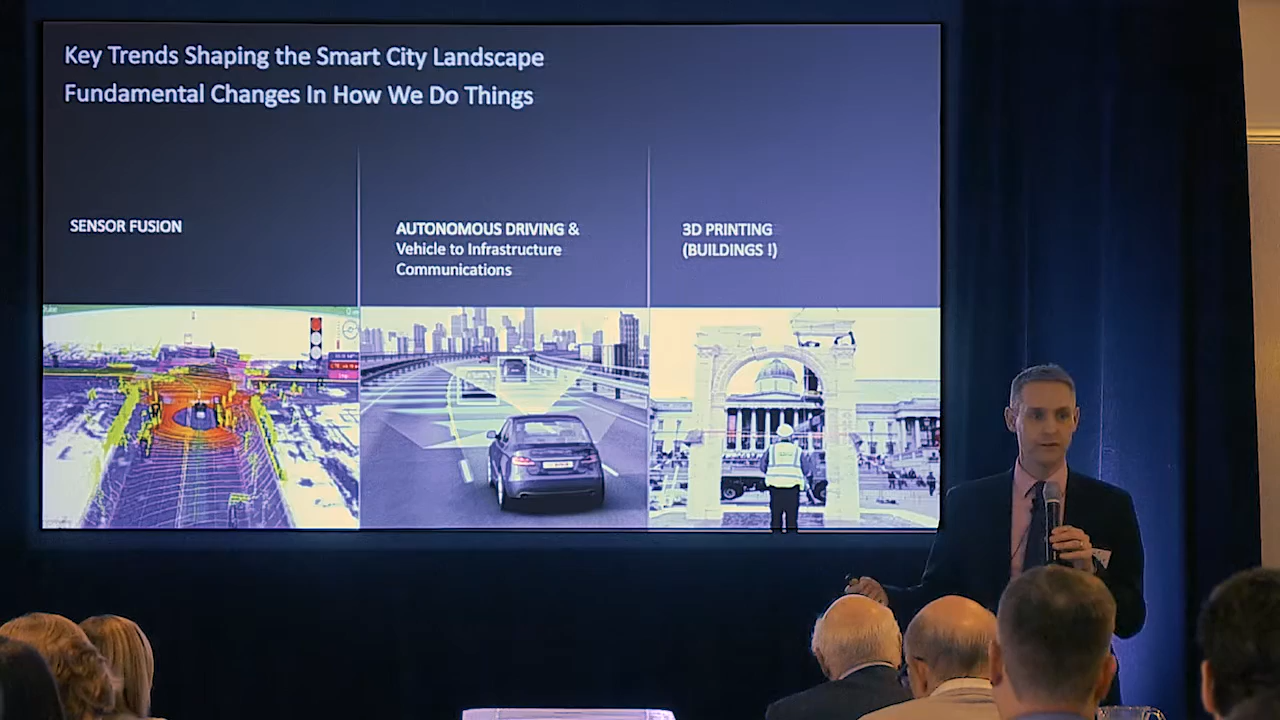 Key Trends Shaping the Smart City Landscape
Fundamental Changes In How We Do Things
SENSOR FUSION
AUTONOMOUS DRIVING &
Vehicle to Infrastructure
Communications
3D PRINTING
(BUILDINGS !)